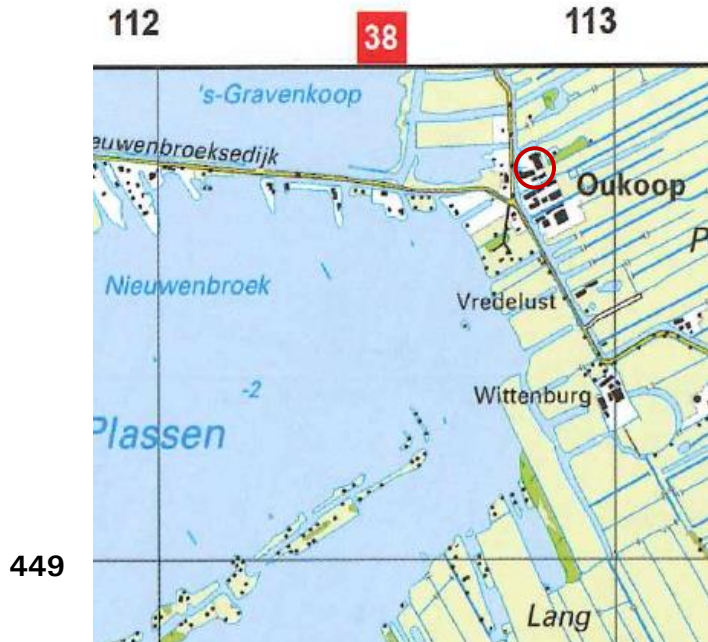 112
38
113
's-Gravenkoop
euwenbroeksedijk
Oukoop
P
Nieuwenbroek
Vredelust
-2
Wittenburg
Plassen
449
Lang